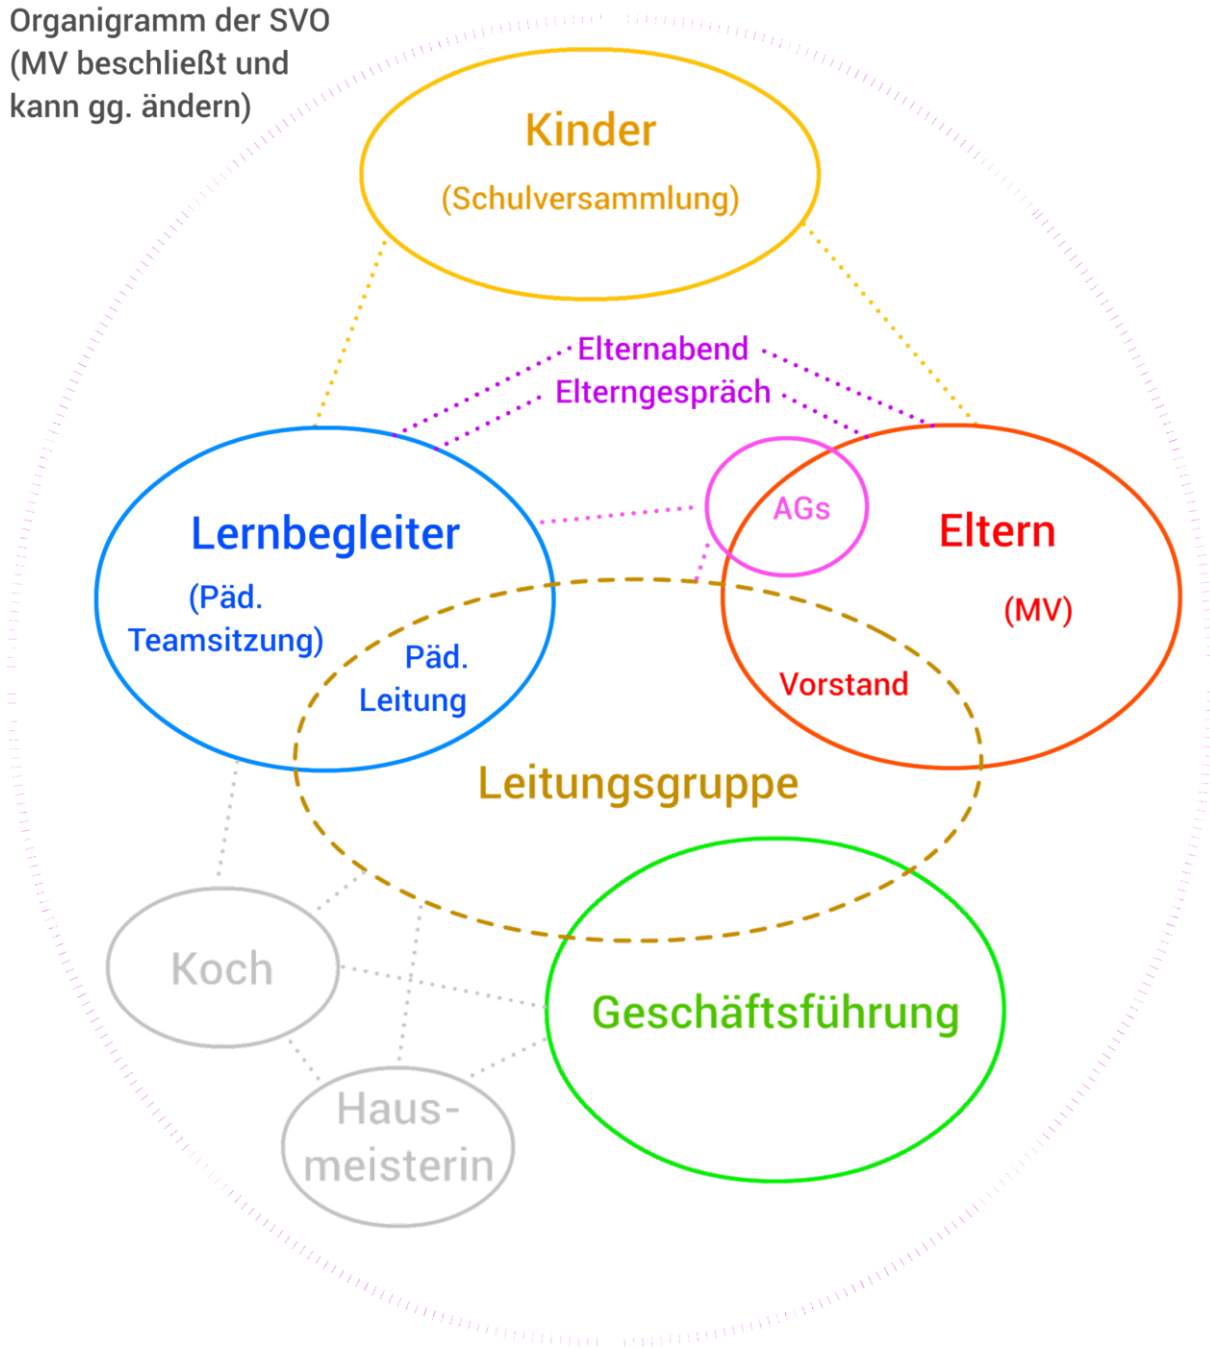 Organigramm der SVO
(MV beschließt und
kann gg. ändern)
Kinder
(Schulversammlung)
Elternabend
Elterngespräch
AGs
Lernbegleiter
(Päd.
Teamsitzung)
Päd.
Leitung
Eltern
(MV)
Vorstand
Leitungsgruppe
Koch
Geschäftsführung
Haus-
meisterin